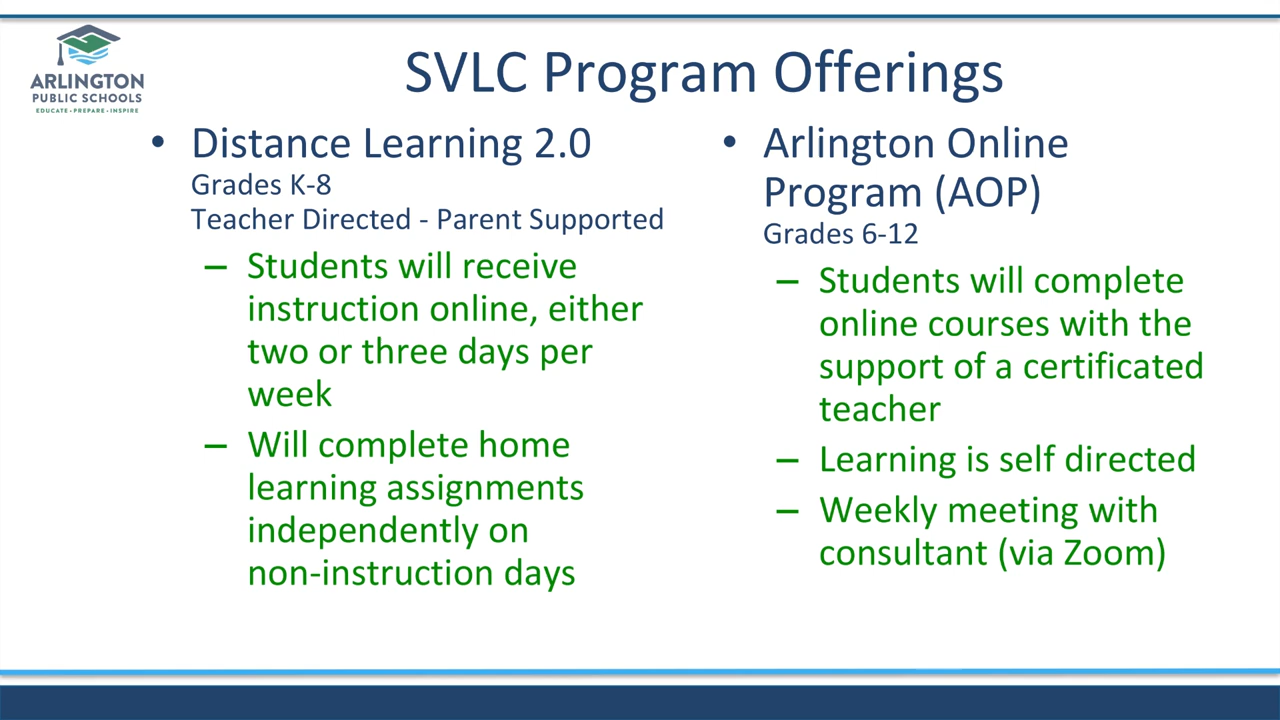 ARLINGTON
PUBLIC SCHOOLS
EDUCATE • PREPARE • INSPIRE
SVLC Program Offerings
• Distance Learning 2.0
Grades K-8
Teacher Directed - Parent Supported
– Students will receive
instruction online, either
two or three days per
week
– Will complete home
learning assignments
independently on
non-instruction days
• Arlington Online
Program (AOP)
Grades 6-12
– Students will complete
online courses with the
support of a certificated
teacher
– Learning is self directed
– Weekly meeting with
consultant (via Zoom)